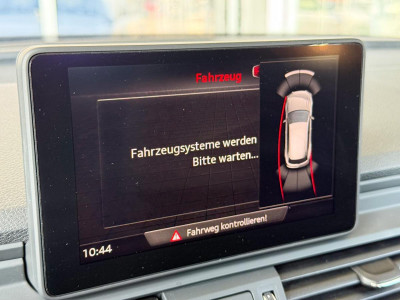 Fahrzeug
Fahrzeugsysteme werden
Bitte warten...
Fahrweg kontrollieren!
10:44